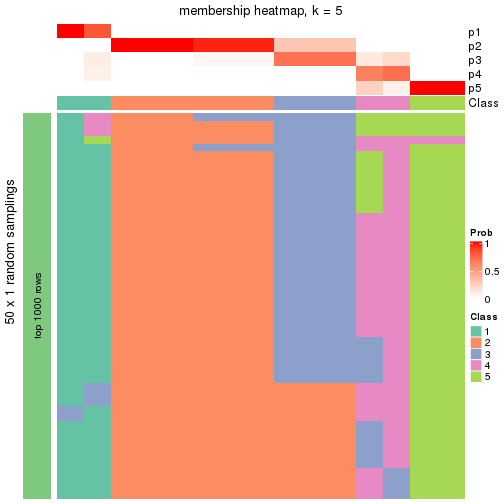 membership heatmap, k = 5
p1
p2
p3
p4
p5
Class
50 x 1 random samplings
top 1000 rows
Prob
1
0.5
0
Class
1
2
3
4
5